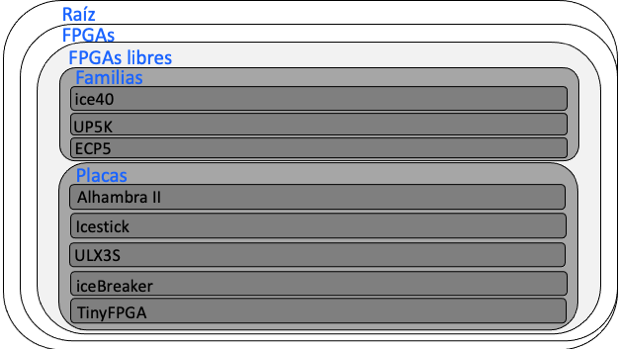 Raíz
FPGAs
FPGAs libres
Familias
ice40
UP5K
ECP5
Placas
Alhambra II
Icestick
ULX3S
iceBreaker
TinyFPGA